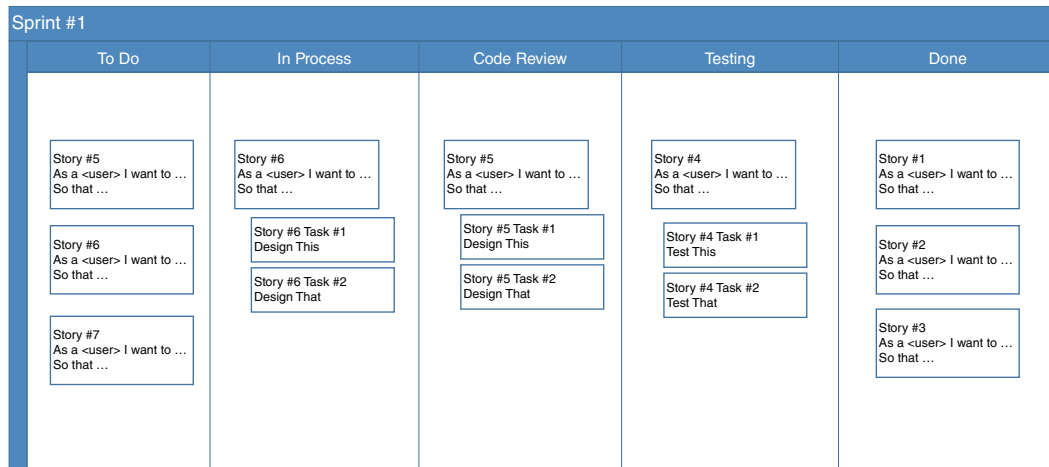 Sprint #1
To Do
In Process
Code Review
Testing
Done
Story #5
As a <user> I want to …
So that …
Story #6
As a <user> I want to …
So that …
Story #7
As a <user> I want to …
So that …
Story #6
As a <user> I want to …
So that …
Story #6 Task #1
Design This
Story #6 Task #2
Design That
Story #5
As a <user> I want to …
So that …
Story #5 Task #1
Design This
Story #5 Task #2
Design That
Story #4
As a <user> I want to …
So that …
Story #4 Task #1
Test This
Story #4 Task #2
Test That
Story #1
As a <user> I want to …
So that …
Story #2
As a <user> I want to …
So that …
Story #3
As a <user> I want to …
So that …